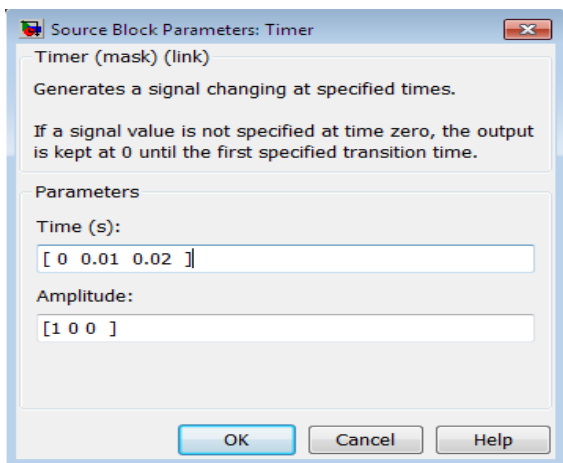 Source Block Parameters: Timer
Timer (mask) (link)
Generates a signal changing at specified times.
If a signal value is not specified at time zero, the output
is kept at 0 until the first specified transition time.
Parameters
Time (s):
[ 0  0.01  0.02  ]
Amplitude:
[1 0 0  ]
OK Cancel Help